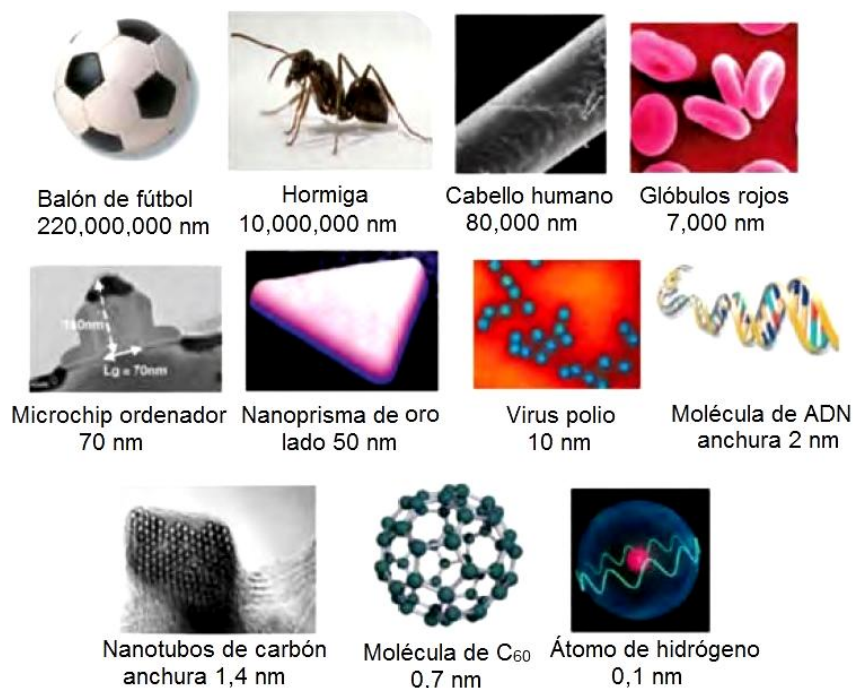 Balón de fútbol
220,000,000 nm
Hormiga
10,000,000 nm
Cabello humano
80,000 nm
Glóbulos rojos
7,000 nm
Lg = 70nm
Microchip ordenador
70 nm
Nanoprisma de oro
lado 50 nm
Virus polio
10 nm
Molécula de ADN
anchura 2 nm
Nanotubos de carbón
anchura 1,4 nm
Molécula de C₆₀
0.7 nm
Átomo de hidrógeno
0,1 nm